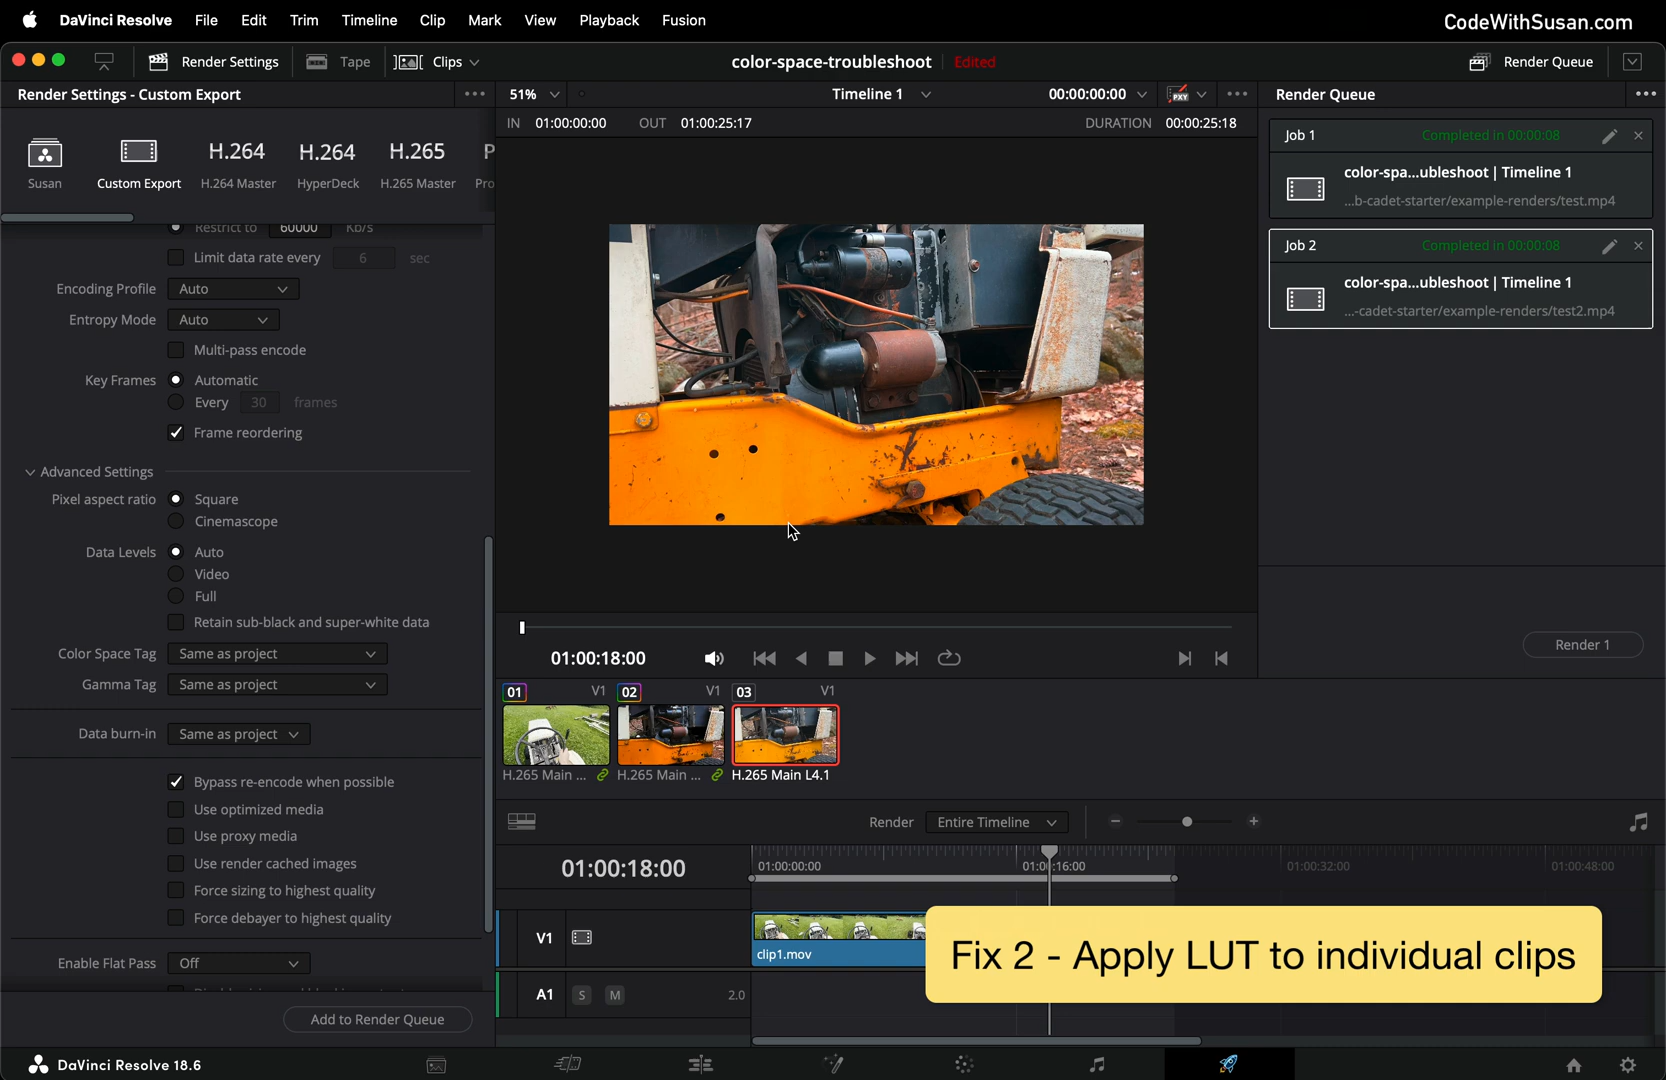 DaVinci Resolve File Edit Trim Timeline Clip Mark View Playback Fusion
CodeWithSusan.com
Render Settings Tape Clips
color-space-troubleshoot Edited
Render Queue
Render Settings - Custom Export
51%
Timeline 1
00:00:00:00
PXY
Render Queue
IN 01:00:00:00 OUT 01:00:25:17
DURATION 00:00:25:18
H.264 H.264 H.265 P
Susan Custom Export H.264 Master HyperDeck H.265 Master Pro
Job 1 Completed in 00:00:08
color-spa...ubleshoot | Timeline 1
...b-cadet-starter/example-renders/test.mp4
Job 2 Completed in 00:00:08
color-spa...ubleshoot | Timeline 1
...-cadet-starter/example-renders/test2.mp4
Render 1
Restrict to 60000 Kb/s
Limit data rate every 6 sec
Encoding Profile Auto
Entropy Mode Auto
Multi-pass encode
Key Frames Automatic
Every 30 frames
Frame reordering
Advanced Settings
Pixel aspect ratio Square
Cinemascope
Data Levels Auto
Video
Full
Retain sub-black and super-white data
Color Space Tag Same as project
Gamma Tag Same as project
Data burn-in Same as project
Bypass re-encode when possible
Use optimized media
Use proxy media
Use render cached images
Force sizing to highest quality
Force debayer to highest quality
Enable Flat Pass Off
Add to Render Queue
01:00:18:00
01 V1 02 V1 03 V1
H.265 Main ... H.265 Main ... H.265 Main L4.1
Render Entire Timeline
01:00:18:00
01:00:00:00 01:00:16:00 01:00:32:00 01:00:48:00
V1
clip1.mov
A1 S M 2.0
Fix 2 - Apply LUT to individual clips
DaVinci Resolve 18.6